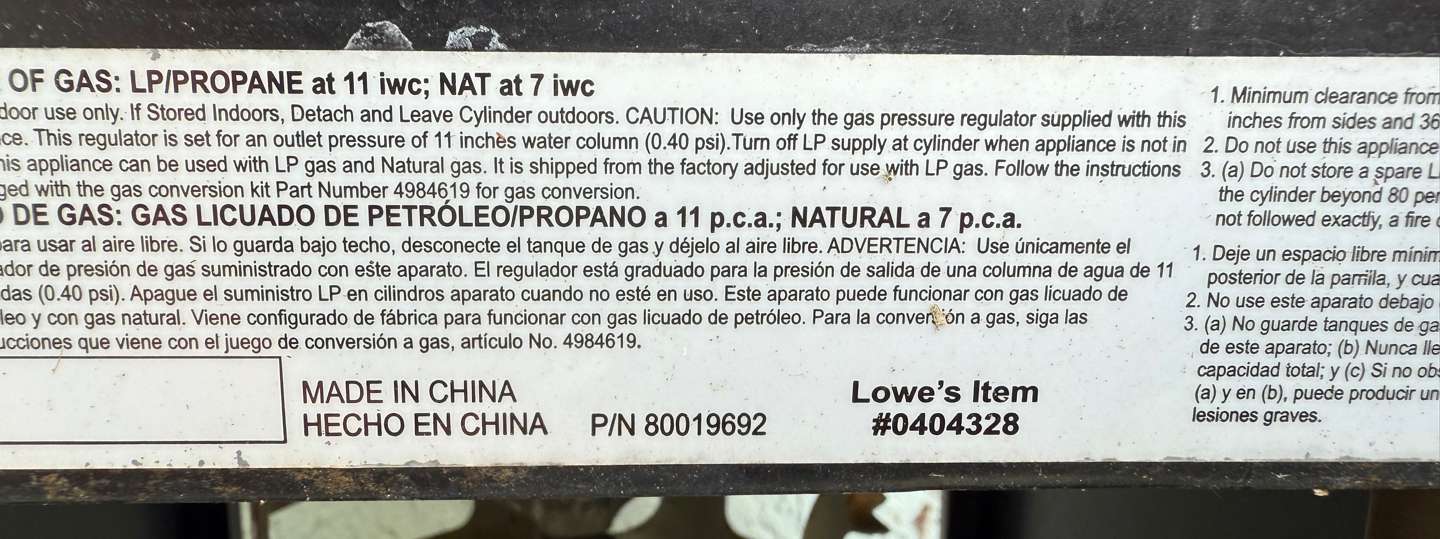 OF GAS: LP/PROPANE at 11 iwc; NAT at 7 iwc
door use only. If Stored Indoors, Detach and Leave Cylinder outdoors. CAUTION: Use only the gas pressure regulator supplied with this
ce. This regulator is set for an outlet pressure of 11 inches water column (0.40 psi).Turn off LP supply at cylinder when appliance is not in
his appliance can be used with LP gas and Natural gas. It is shipped from the factory adjusted for use with LP gas. Follow the instructions
ged with the gas conversion kit Part Number 4984619 for gas conversion.
DE GAS: GAS LICUADO DE PETRÓLEO/PROPANO a 11 p.c.a.; NATURAL a 7 p.c.a.
para usar al aire libre. Si lo guarda bajo techo, desconecte el tanque de gas y déjelo al aire libre. ADVERTENCIA: Use únicamente el
ador de presión de gas suministrado con este aparato. El regulador está graduado para la presión de salida de una columna de agua de 11
das (0.40 psi). Apague el suministro LP en cilindros aparato cuando no esté en uso. Este aparato puede funcionar con gas licuado de
leo y con gas natural. Viene configurado de fábrica para funcionar con gas licuado de petróleo. Para la conversión a gas, siga las
ucciones que viene con el juego de conversión a gas, artículo No. 4984619.
MADE IN CHINA
HECHO EN CHINA P/N 80019692
Lowe's Item
#0404328
1. Minimum clearance from
inches from sides and 36
2. Do not use this appliance
3. (a) Do not store a spare L
the cylinder beyond 80 per
not followed exactly, a fire
1. Deje un espacio libre mínim
posterior de la parrilla, y cua
2. No use este aparato debajo
3. (a) No guarde tanques de ga
de este aparato; (b) Nunca lle
capacidad total; y (c) Si no obs
(a) y en (b), puede producir un
lesiones graves.